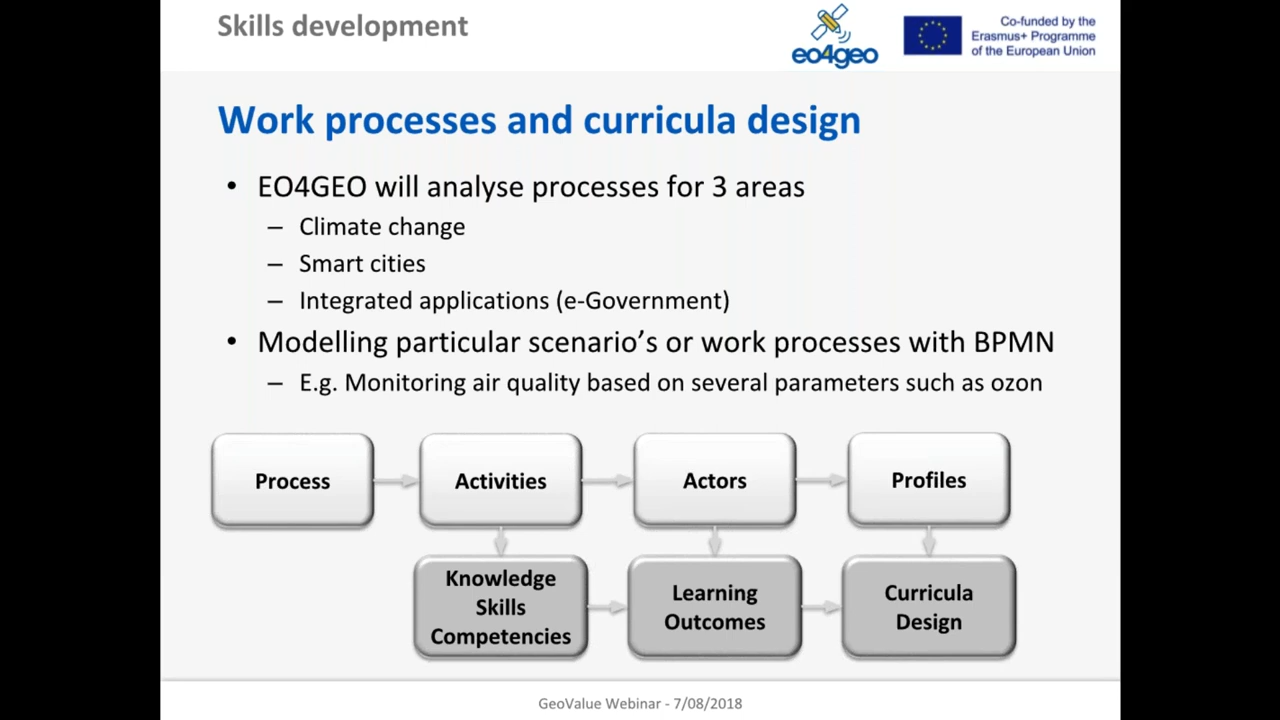 Skills development
eo4geo
Co-funded by the
Erasmus+ Programme
of the European Union
Work processes and curricula design
• EO4GEO will analyse processes for 3 areas
– Climate change
– Smart cities
– Integrated applications (e-Government)
• Modelling particular scenario’s or work processes with BPMN
– E.g. Monitoring air quality based on several parameters such as ozon
Process
Activities
Actors
Profiles
Knowledge
Skills
Competencies
Learning
Outcomes
Curricula
Design
GeoValue Webinar - 7/08/2018